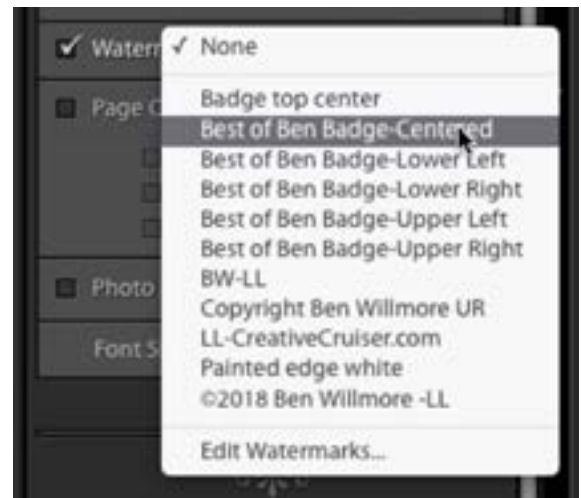 Waterm
✓ None
Badge top center
Page
Best of Ben Badge-Centered
Best of Ben Badge-Lower Left
Best of Ben Badge-Lower Right
Best of Ben Badge-Upper Left
Best of Ben Badge-Upper Right
BW-LL
Photo
Copyright Ben Willmore UR
LL-CreativeCruiser.com
Font S
Painted edge white
©2018 Ben Willmore -LL
Edit Watermarks...